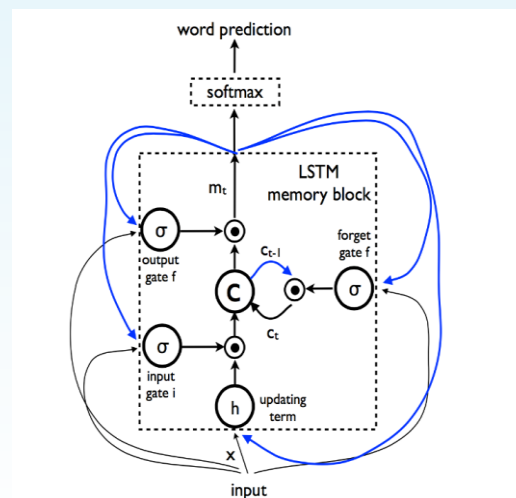 word prediction
softmax
LSTM
memory block
mₜ
σ
output
gate f
cₜ₋₁
forget
gate f
C
σ
cₜ
σ
input
gate i
h
updating
term
x
input